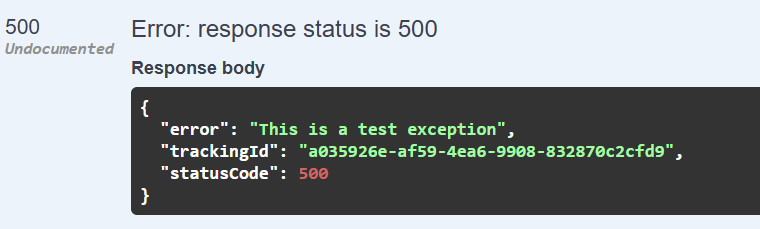 500
Undocumented
Error: response status is 500
Response body
{
  "error": "This is a test exception",
  "trackingId": "a035926e-af59-4ea6-9908-832870c2cfd9",
  "statusCode": 500
}